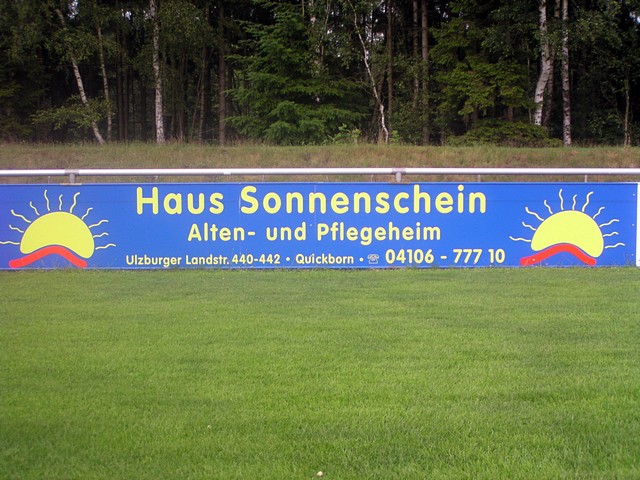 Haus Sonnenschein
Alten- und Pflegeheim
Ulzburger Landstr. 440-442 • Quickborn • ☏ 04106 - 777 10